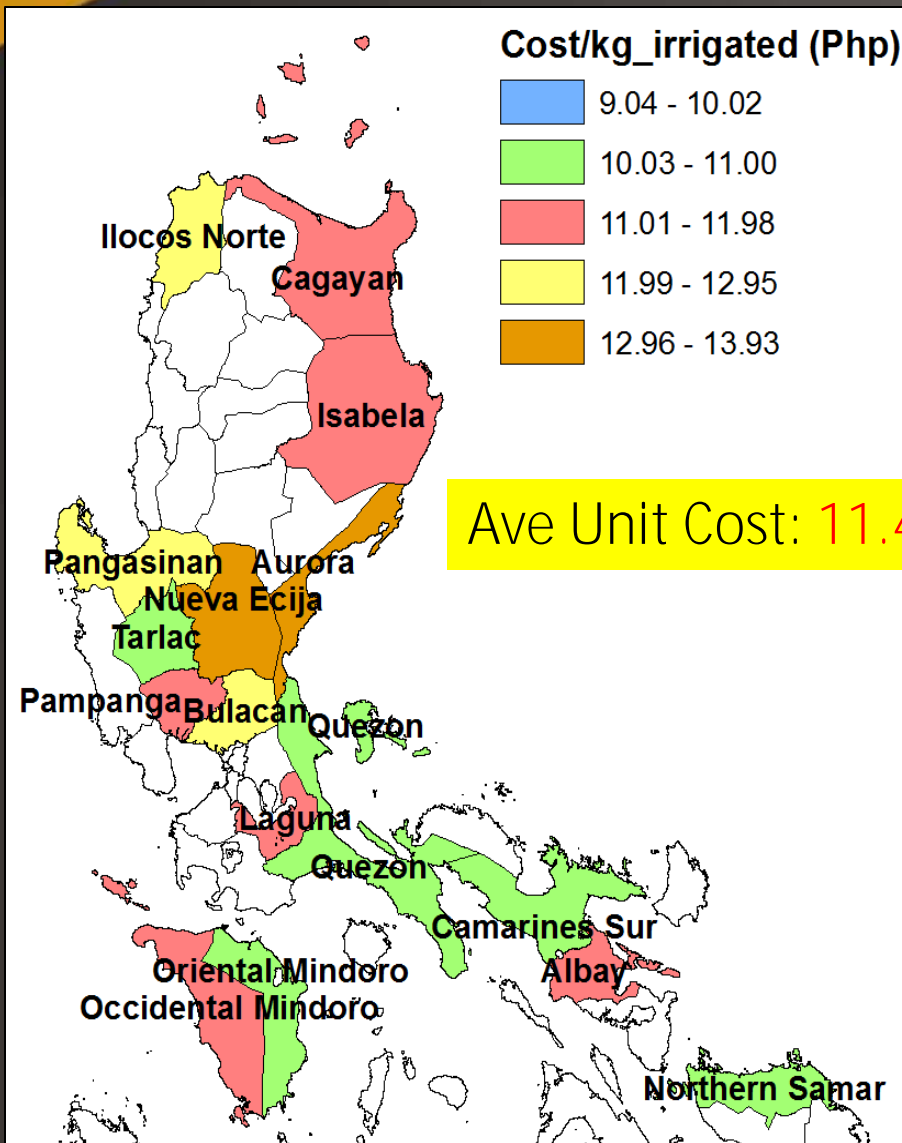 Cost/kg_irrigated (Php)
9.04 - 10.02
10.03 - 11.00
11.01 - 11.98
11.99 - 12.95
12.96 - 13.93
Ilocos Norte
Cagayan
Isabela
Ave Unit Cost: 11.4
Pangasinan
Aurora
Nueva Ecija
Tarlac
Pampanga
Bulacan
Quezon
Laguna
Quezon
Camarines Sur
Oriental Mindoro
Albay
Occidental Mindoro
Northern Samar